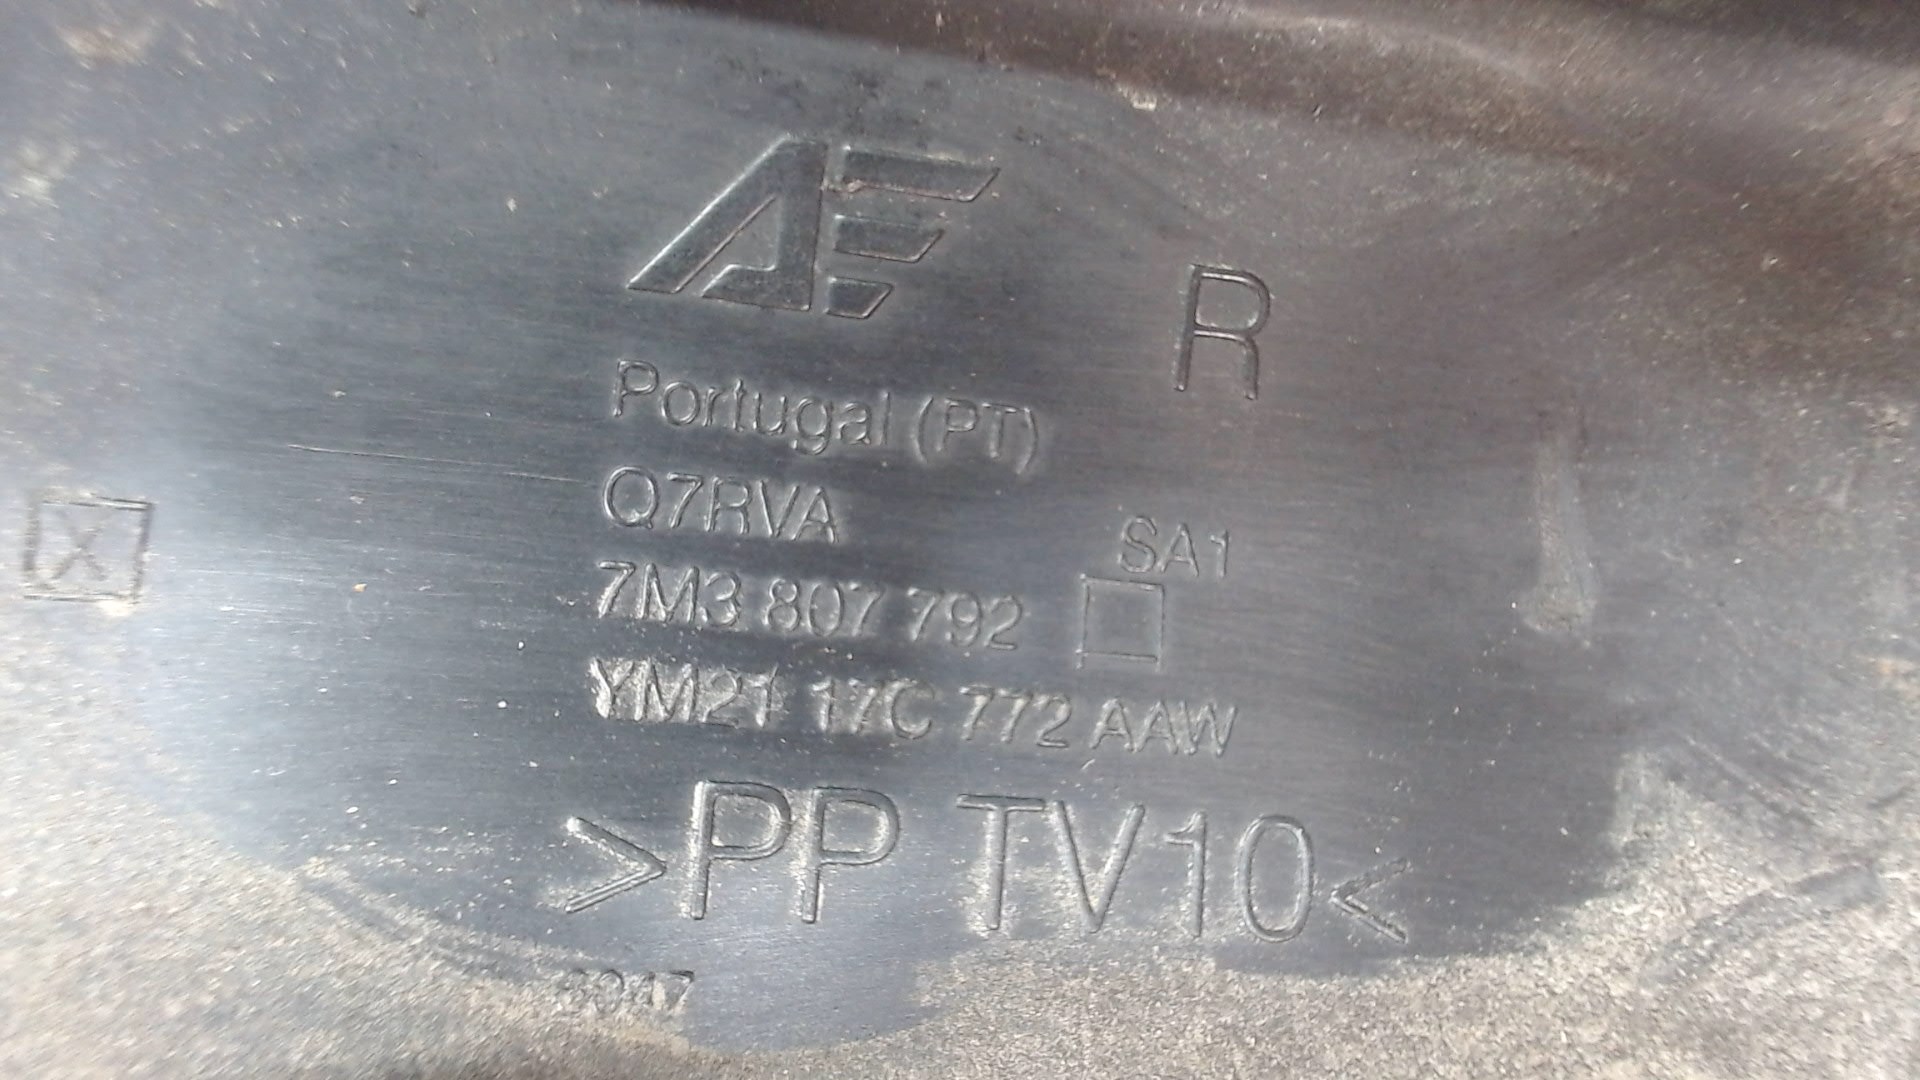 AE
R
Portugal (PT)
Q7RVA
SA1
X
7M3 807 792
YM21 17C 772 AAW
>PP TV10<